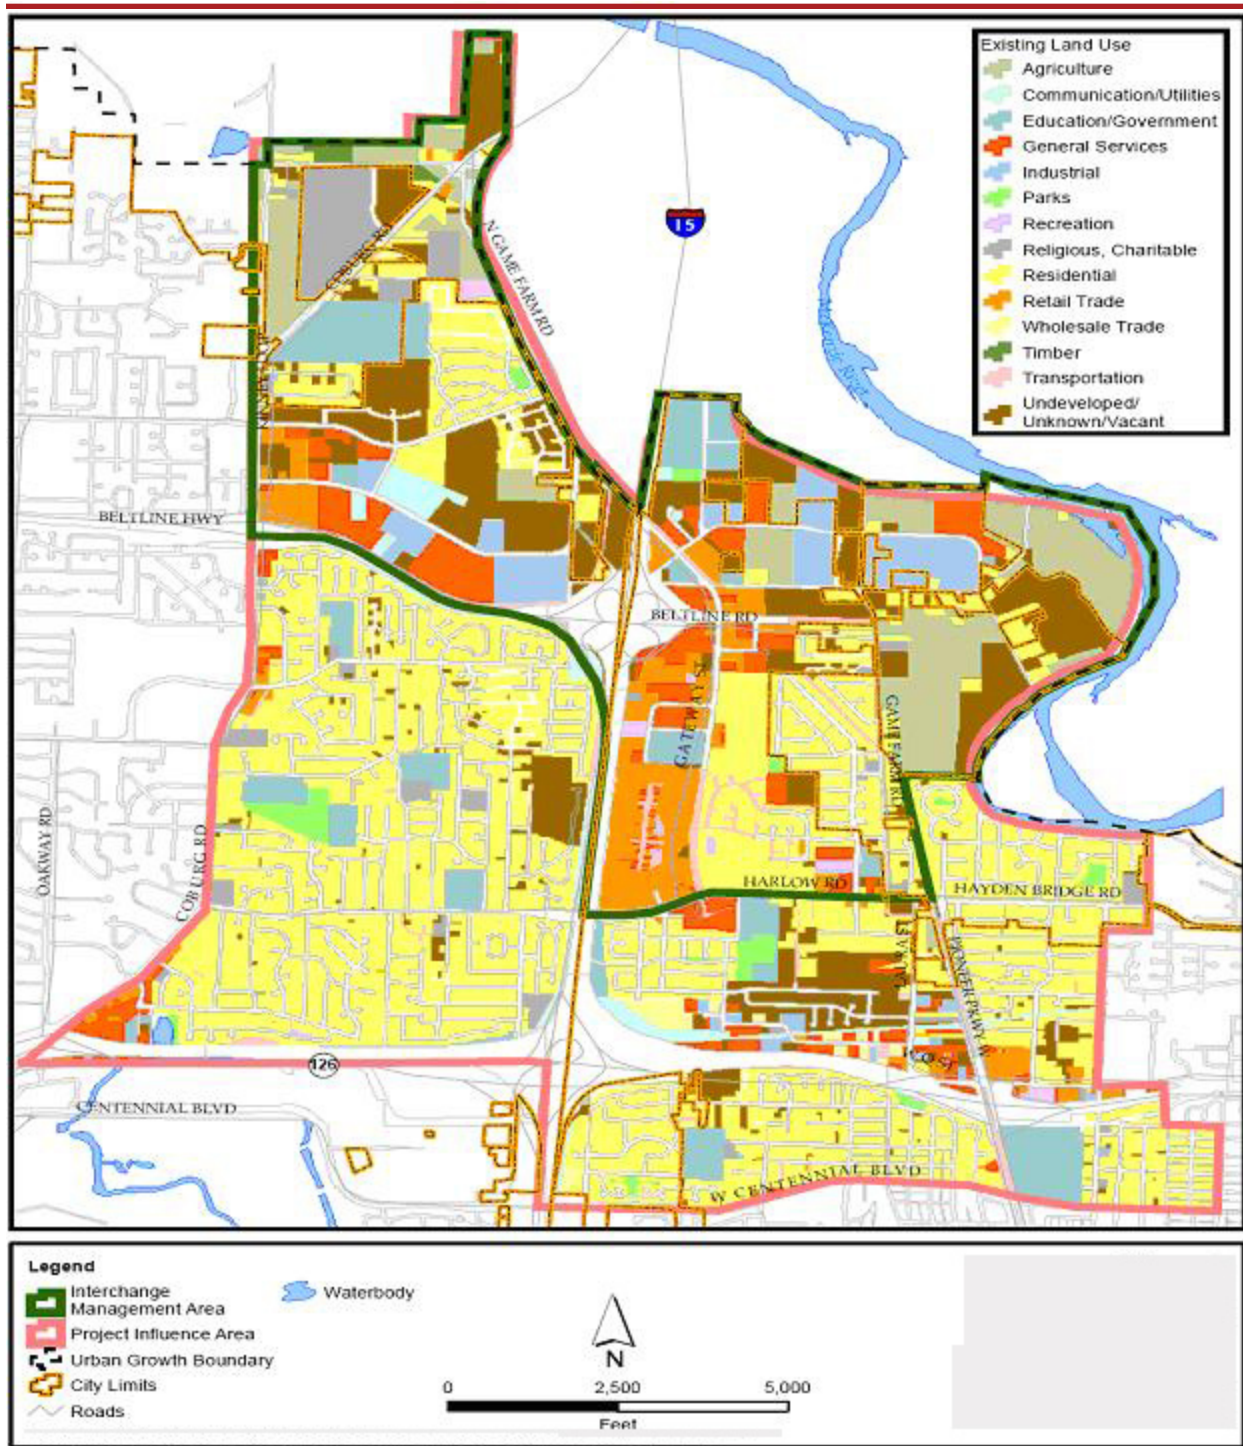 Existing Land Use
Agriculture
Communication/Utilities
Education/Government
General Services
Industrial
Parks
Recreation
Religious, Charitable
Residential
Retail Trade
Wholesale Trade
Timber
Transportation
Undeveloped/
Unknown/Vacant
15
COBURG RD
N GAME FARM RD
BELTLINE HWY
BELTLINE RD
GATEWAY ST
GAME FARM RD
OAKWAY RD
COBURG RD
HARLOW RD
HAYDEN BRIDGE RD
PIONEER PKWY W
126
CENTENNIAL BLVD
W CENTENNIAL BLVD
Legend
Interchange
Management Area
Project Influence Area
Urban Growth Boundary
City Limits
Roads
Waterbody
N
0 2,500 5,000
Feet